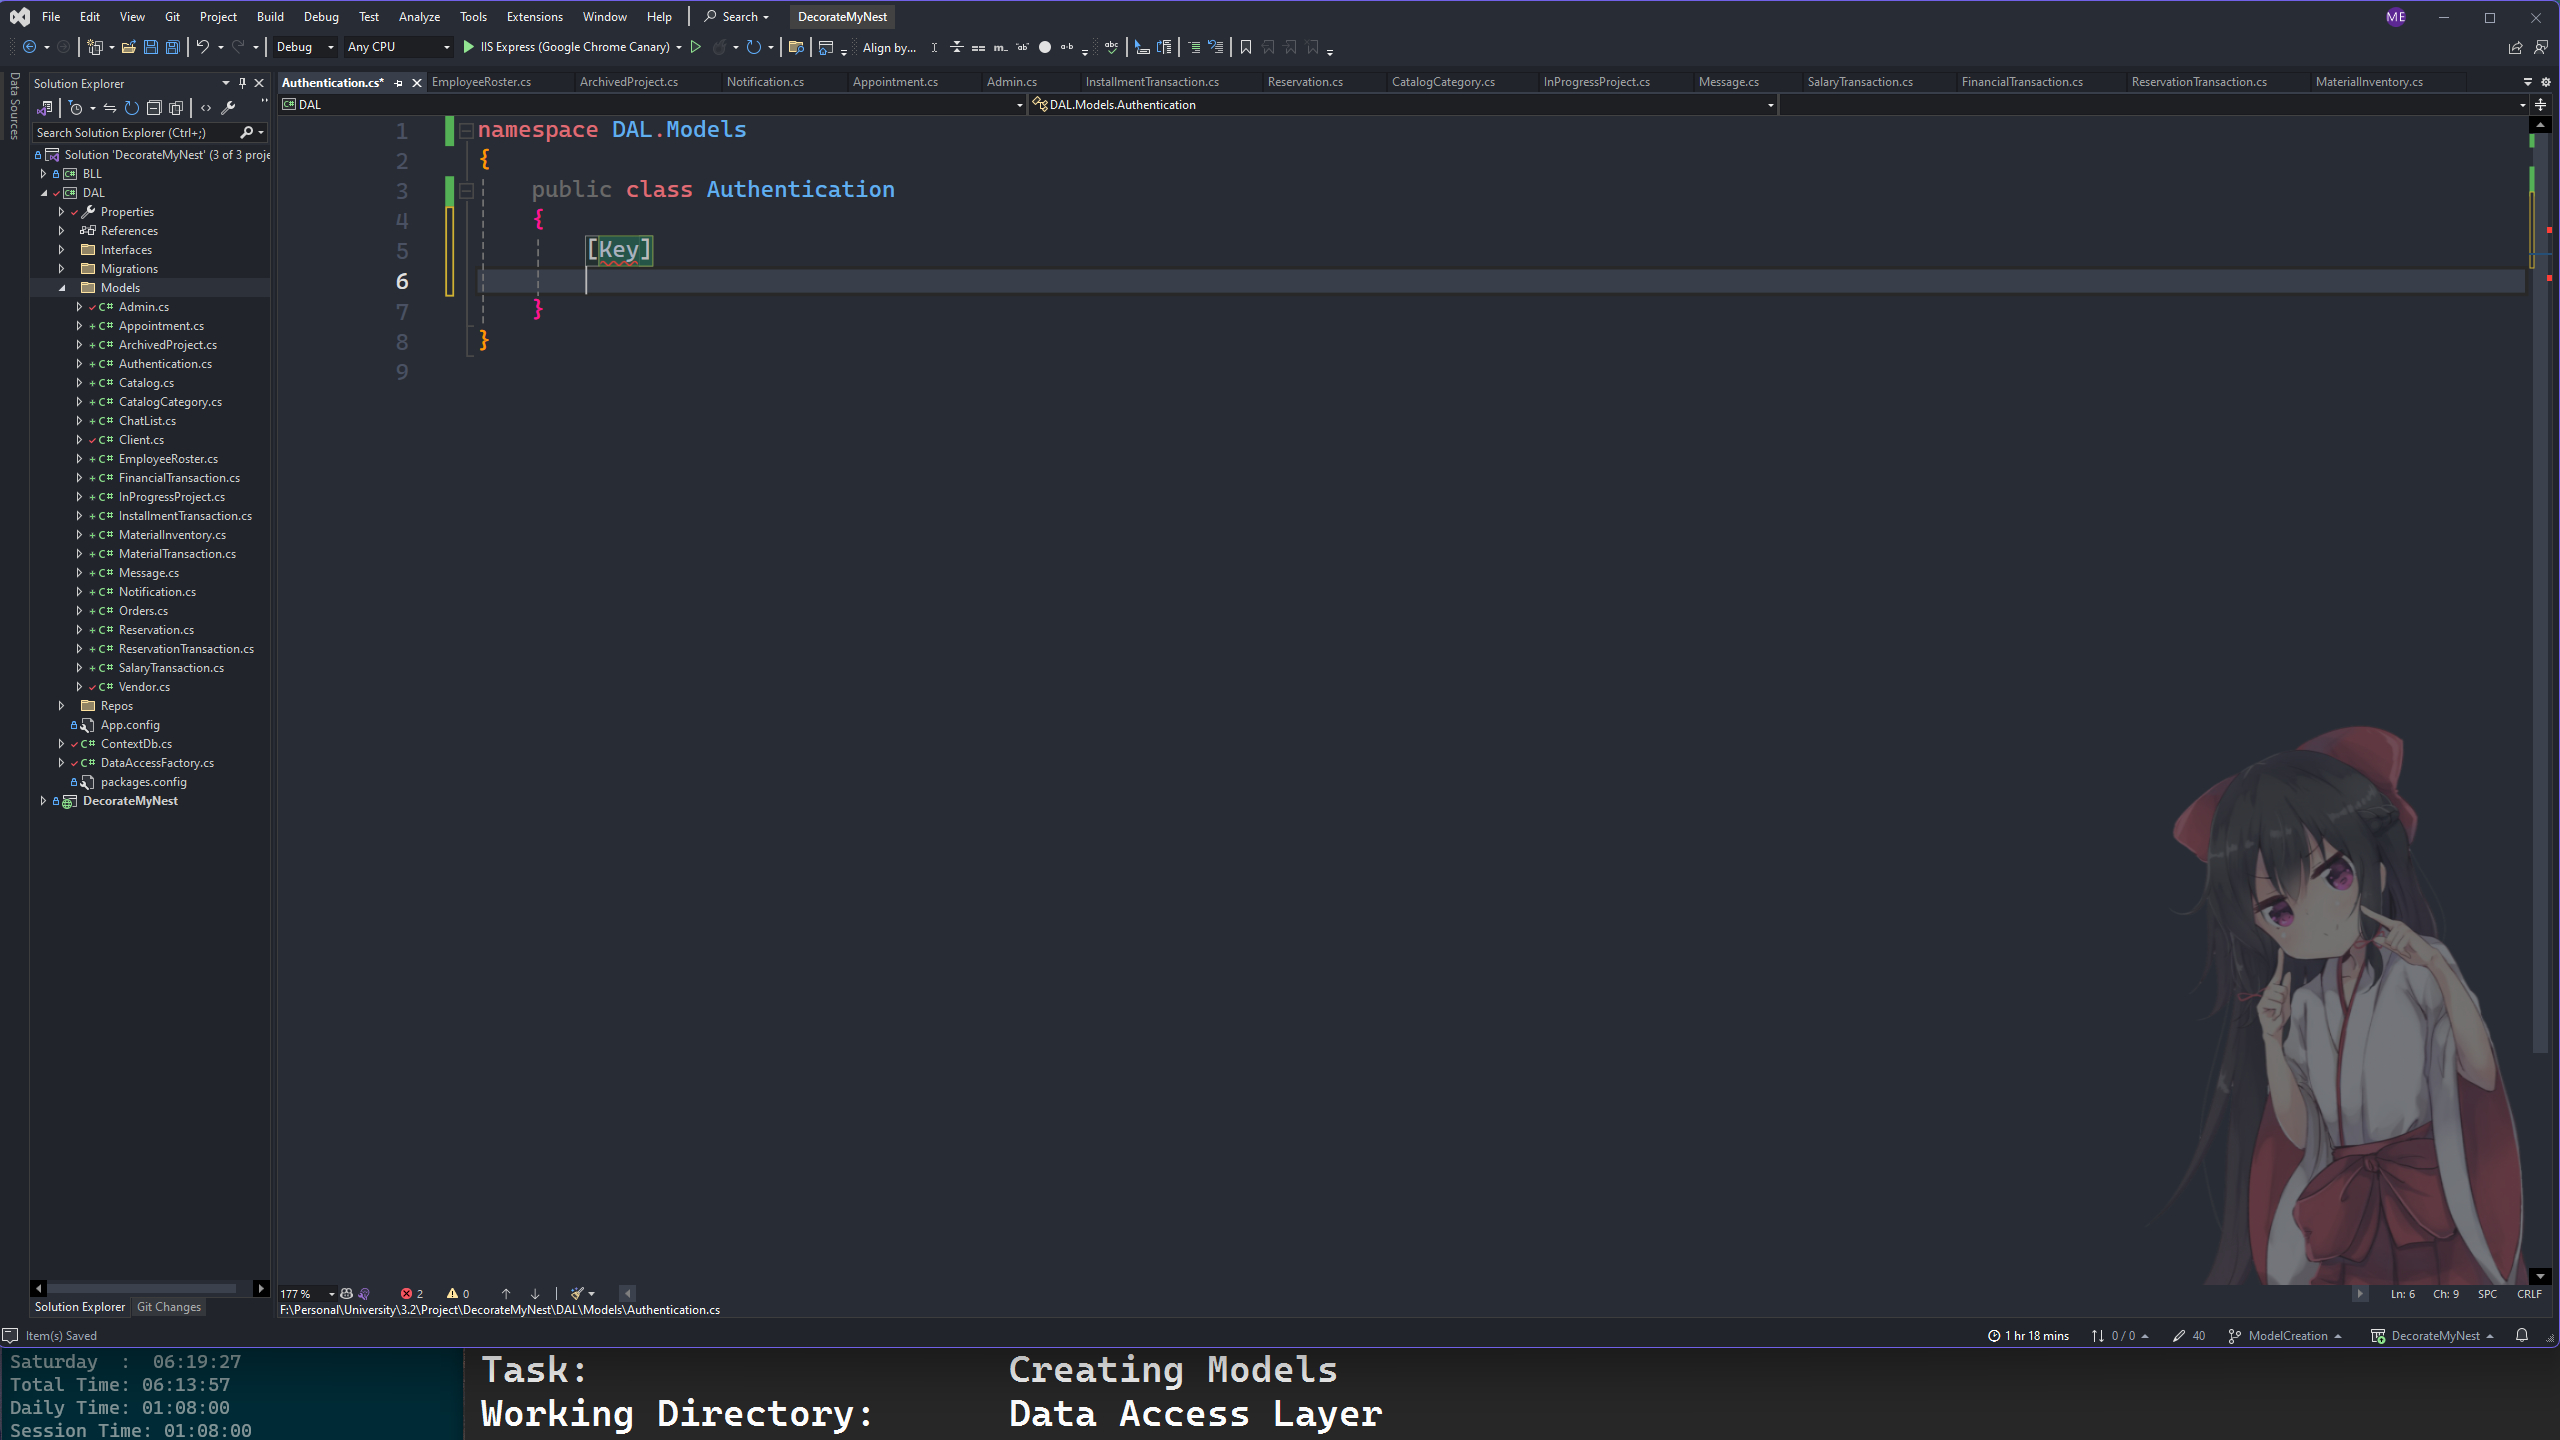 File Edit View Git Project Build Debug Test Analyze Tools Extensions Window Help Search DecorateMyNest ME
Debug Any CPU IIS Express (Google Chrome Canary) Align by...
Data Sources
Solution Explorer
Search Solution Explorer (Ctrl+;)
Solution 'DecorateMyNest' (3 of 3 proje
BLL
DAL
Properties
References
Interfaces
Migrations
Models
C# Admin.cs
C# Appointment.cs
C# ArchivedProject.cs
C# Authentication.cs
C# Catalog.cs
C# CatalogCategory.cs
C# ChatList.cs
C# Client.cs
C# EmployeeRoster.cs
C# FinancialTransaction.cs
C# InProgressProject.cs
C# InstallmentTransaction.cs
C# MaterialInventory.cs
C# MaterialTransaction.cs
C# Message.cs
C# Notification.cs
C# Orders.cs
C# Reservation.cs
C# ReservationTransaction.cs
C# SalaryTransaction.cs
C# Vendor.cs
Repos
App.config
C# ContextDb.cs
C# DataAccessFactory.cs
packages.config
DecorateMyNest
Solution Explorer Git Changes
Authentication.cs* EmployeeRoster.cs ArchivedProject.cs Notification.cs Appointment.cs Admin.cs InstallmentTransaction.cs Reservation.cs CatalogCategory.cs InProgressProject.cs Message.cs SalaryTransaction.cs FinancialTransaction.cs ReservationTransaction.cs MaterialInventory.cs
DAL DAL.Models.Authentication
1 namespace DAL.Models
2 {
3 public class Authentication
4 {
5 [Key]
6
7 }
8 }
9
177 % 2 0 Ln: 6 Ch: 9 SPC CRLF
F:\Personal\University\3.2\Project\DecorateMyNest\DAL\Models\Authentication.cs
Item(s) Saved 1 hr 18 mins 0 / 0 40 ModelCreation DecorateMyNest
Saturday : 06:19:27
Total Time: 06:13:57
Daily Time: 01:08:00
Session Time: 01:08:00
Task: Creating Models
Working Directory: Data Access Layer